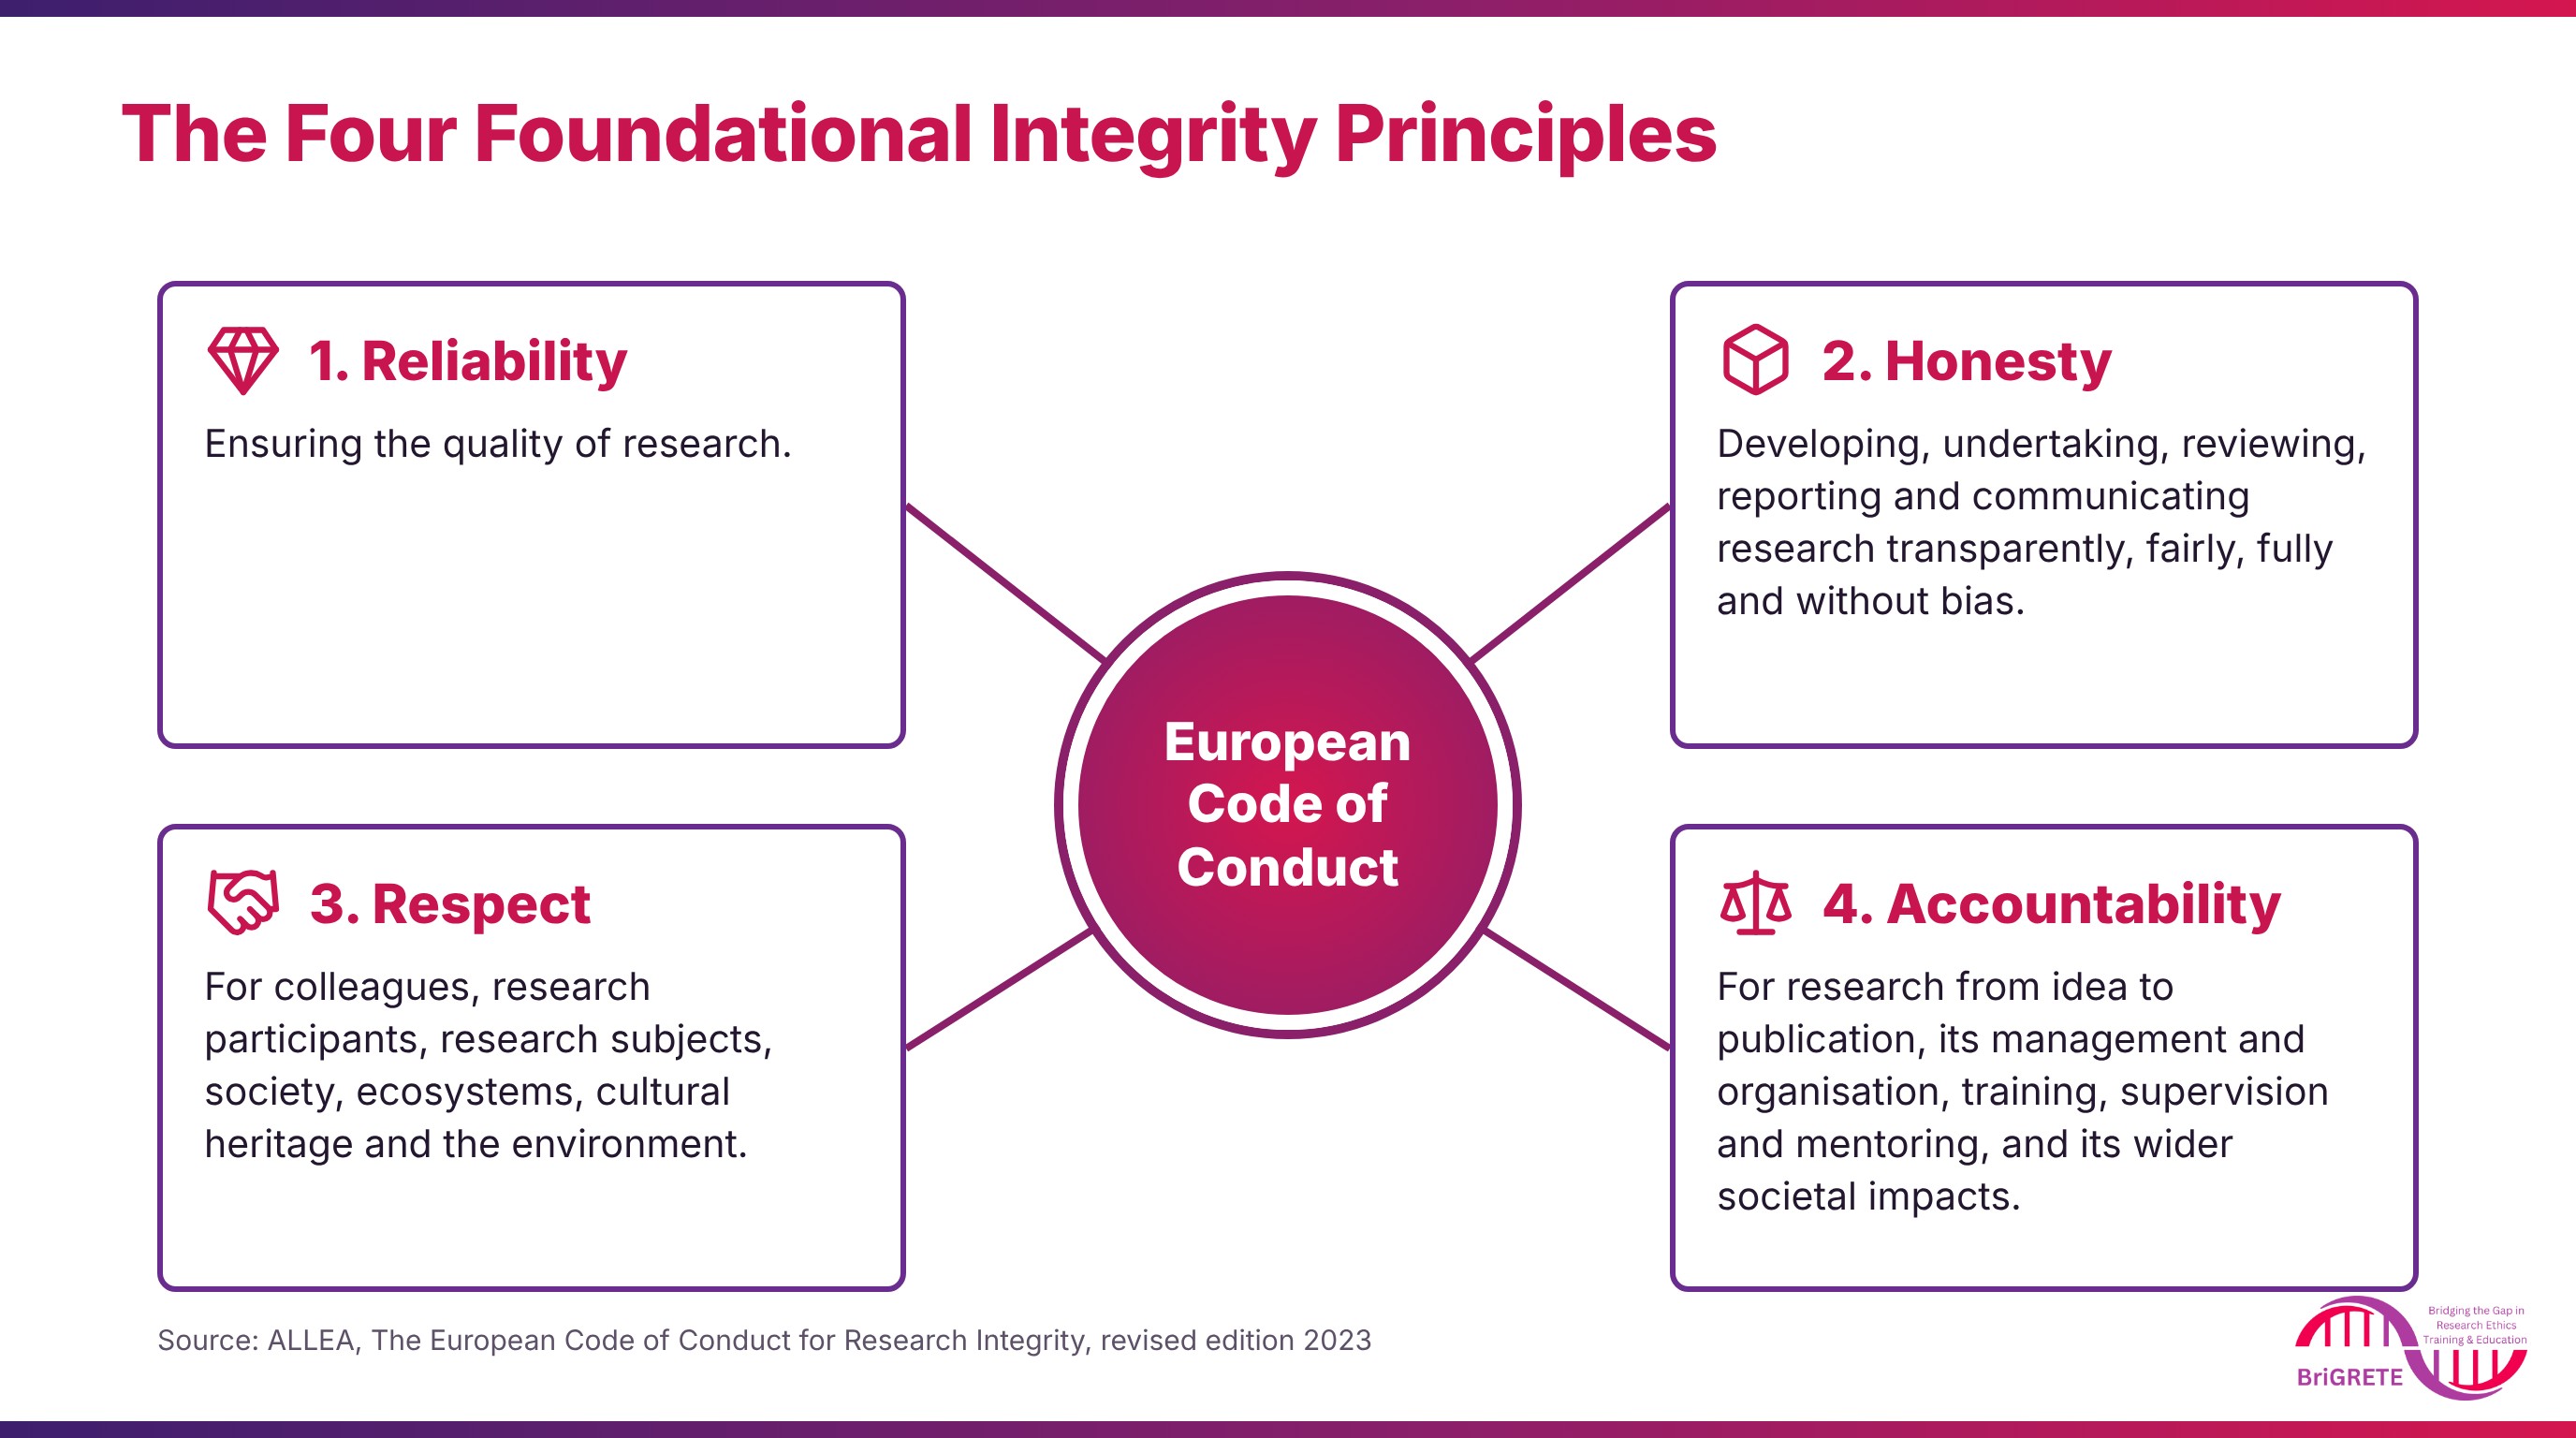 The Four Foundational Integrity Principles
1. Reliability
Ensuring the quality of research.
2. Honesty
Developing, undertaking, reviewing,
reporting and communicating
research transparently, fairly, fully
and without bias.
European
Code of
Conduct
3. Respect
For colleagues, research
participants, research subjects,
society, ecosystems, cultural
heritage and the environment.
4. Accountability
For research from idea to
publication, its management and
organisation, training, supervision
and mentoring, and its wider
societal impacts.
Source: ALLEA, The European Code of Conduct for Research Integrity, revised edition 2023
Bridging the Gap in
Research Ethics
Training & Education
BriGRETE